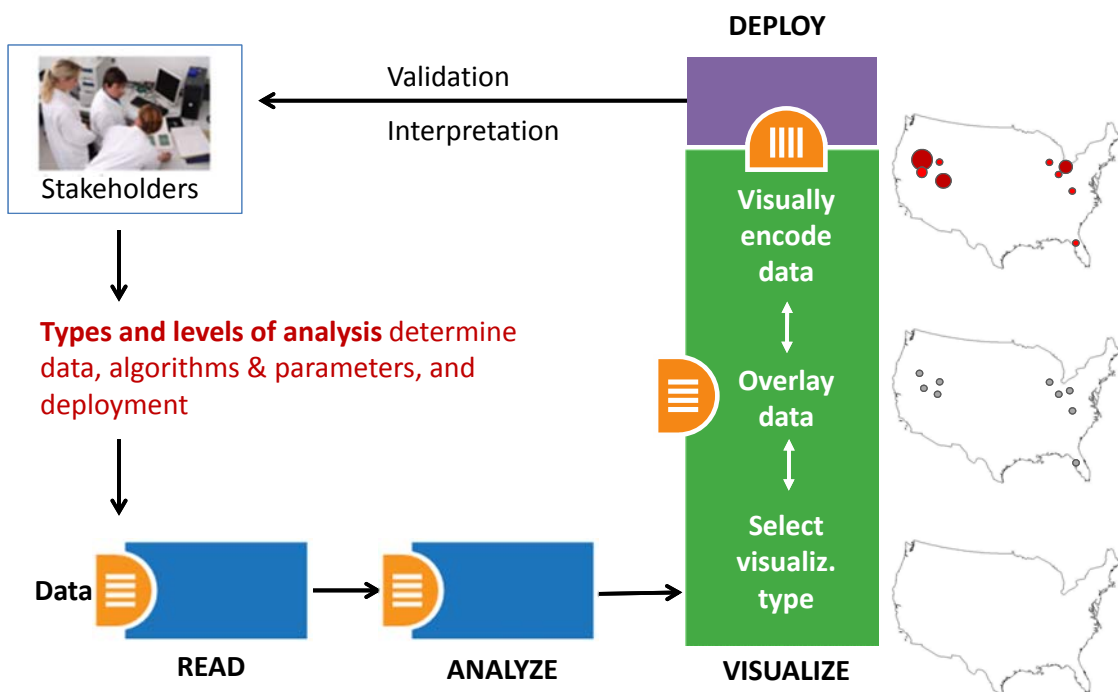 DEPLOY
Validation
Interpretation
Stakeholders
Types and levels of analysis determine
data, algorithms & parameters, and
deployment
Visually
encode
data
Overlay
data
Select
visualiz.
type
Data
READ
ANALYZE
VISUALIZE